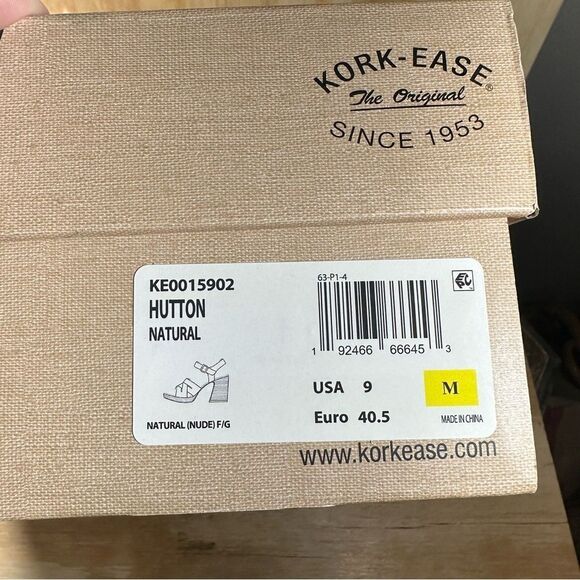 KORK-EASE®
The Original
SINCE 1953
KE0015902
HUTTON
NATURAL
NATURAL (NUDE) F/G
63-P1-4
1 92466 66645 3
USA 9
M
Euro 40.5
MADE IN CHINA
www.korkease.com